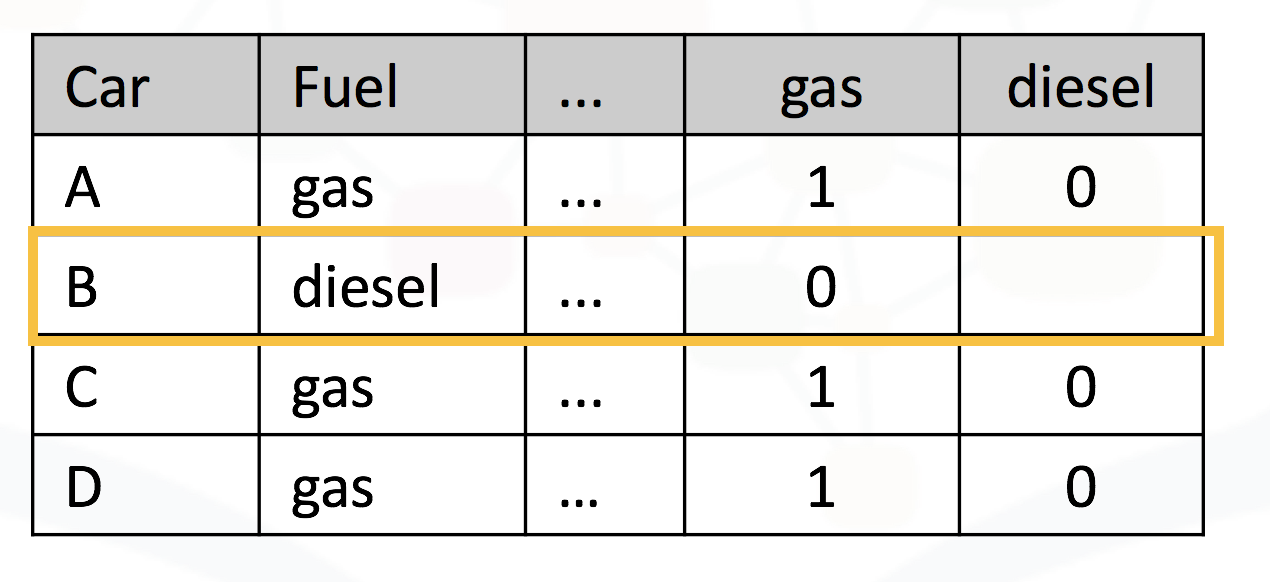 Car Fuel ... gas diesel
A gas ... 1 0
B diesel ... 0
C gas ... 1 0
D gas ... 1 0